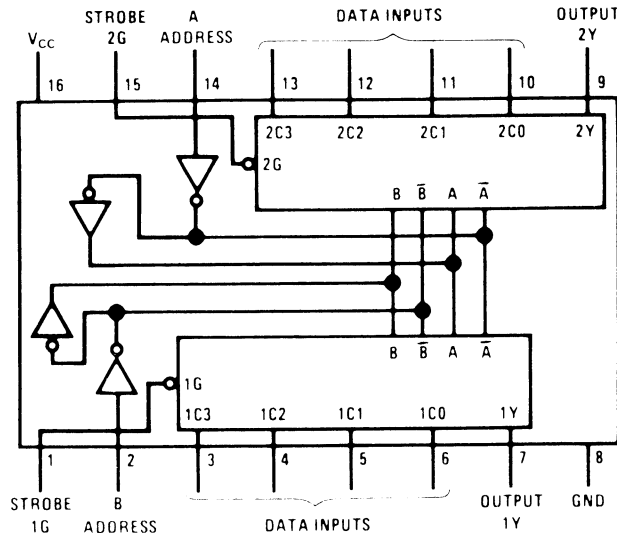 STROBE A DATA INPUTS OUTPUT
VCC 2G ADDRESS 2Y
16 15 14 13 12 11 10 9
2C3 2C2 2C1 2C0 2Y
2G
B B̅ A A̅
B B̅ A A̅
1G
1C3 1C2 1C1 1C0 1Y
1 2 3 4 5 6 7 8
STROBE B DATA INPUTS OUTPUT GND
1G ADDRESS 1Y